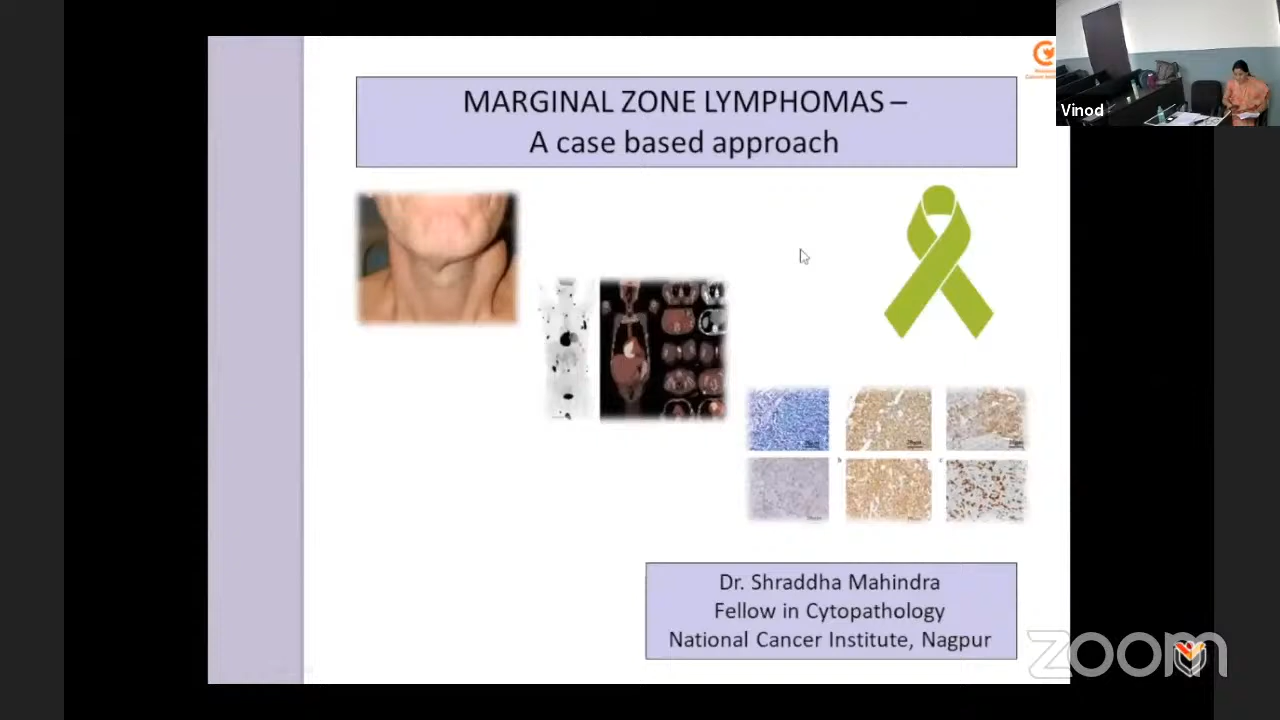 MARGINAL ZONE LYMPHOMAS –
A case based approach
Vinod
Dr. Shraddha Mahindra
Fellow in Cytopathology
National Cancer Institute, Nagpur
zoom